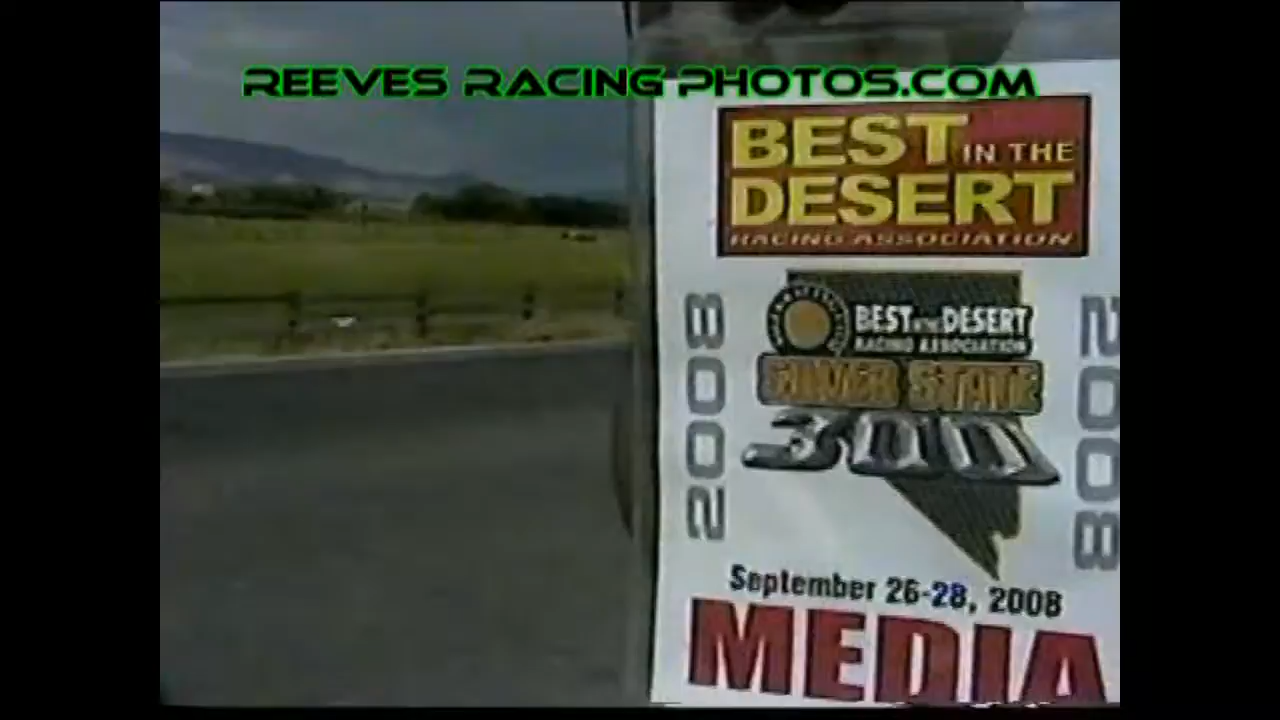 REEVES RACING PHOTOS.COM
BEST IN THE
DESERT
RACING ASSOCIATION
BEST IN THE DESERT
RACING ASSOCIATION
SILVER STATE
300
2008
2008
September 26-28, 2008
MEDIA